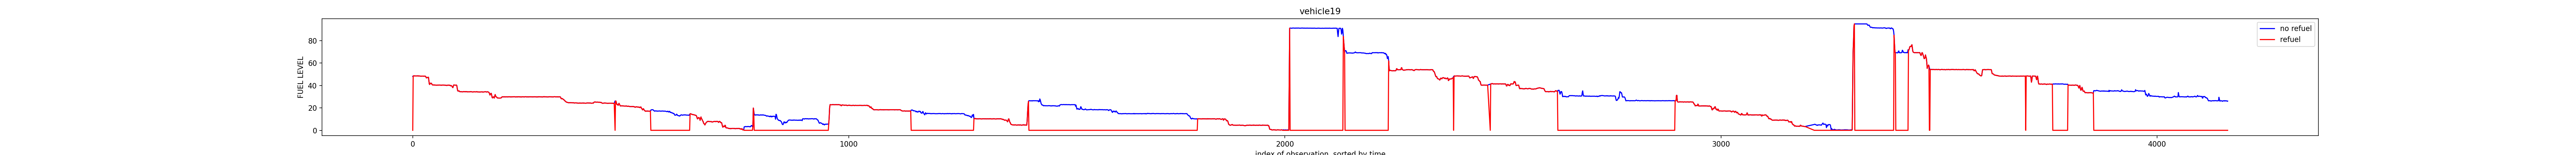 vehicle19
no refuel
refuel
FUEL LEVEL
80
60
40
20
0
0 1000 2000 3000 4000
index of observation, sorted by time